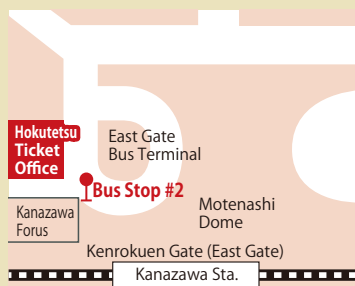 Hokutetsu
Ticket
Office
East Gate
Bus Terminal
Bus Stop #2
Kanazawa
Forus
Motenashi
Dome
Kenrokuen Gate (East Gate)
Kanazawa Sta.